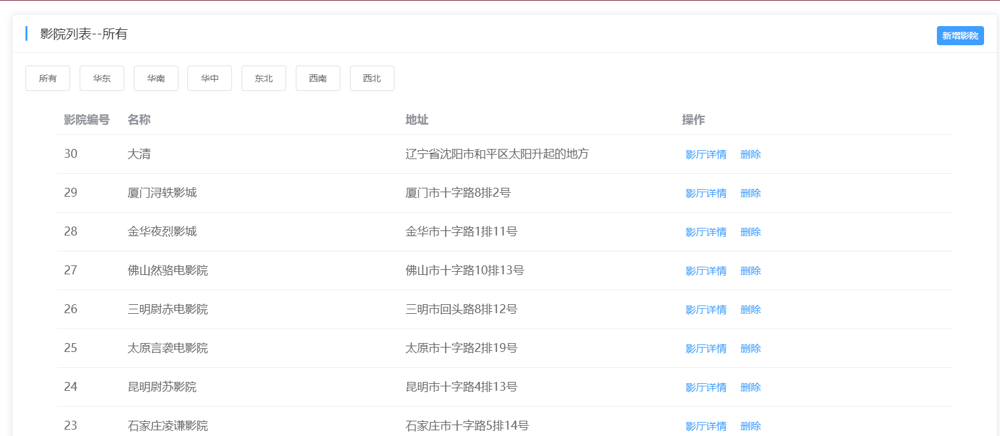 影院列表--所有
新增影院
所有 华东 华南 华中 东北 西南 西北
影院编号 名称 地址 操作
30 大清 辽宁省沈阳市和平区太阳升起的地方 影厅详情 删除
29 厦门浔轶影城 厦门市十字路8排2号 影厅详情 删除
28 金华夜烈影城 金华市十字路1排11号 影厅详情 删除
27 佛山然骆电影院 佛山市十字路10排13号 影厅详情 删除
26 三明尉赤电影院 三明市回头路8排12号 影厅详情 删除
25 太原言袭电影院 太原市十字路2排19号 影厅详情 删除
24 昆明尉苏影院 昆明市十字路4排13号 影厅详情 删除
23 石家庄凌谦影院 石家庄市十字路5排14号 影厅详情 删除